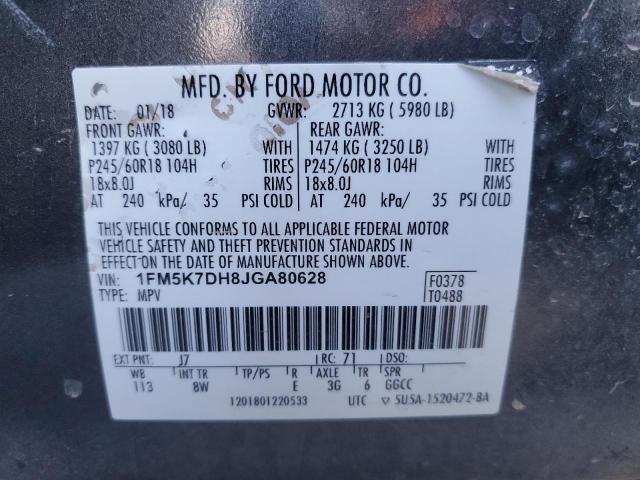 MFD. BY FORD MOTOR CO.
DATE: 01/18 GVWR: 2713 KG ( 5980 LB)
FRONT GAWR: REAR GAWR:
1397 KG ( 3080 LB) WITH 1474 KG ( 3250 LB) WITH
P245/60R18 104H TIRES P245/60R18 104H TIRES
18x8.0J RIMS 18x8.0J RIMS
AT 240 kPa/ 35 PSI COLD AT 240 kPa/ 35 PSI COLD
THIS VEHICLE CONFORMS TO ALL APPLICABLE FEDERAL MOTOR
VEHICLE SAFETY AND THEFT PREVENTION STANDARDS IN
EFFECT ON THE DATE OF MANUFACTURE SHOWN ABOVE.
VIN: 1FM5K7DH8JGA80628 F0378
TYPE: MPV T0488
EXT PNT: J7 RC: 71 DSO:
WB INT TR TP/PS R AXLE TR SPR
113 8W E 3G 6 GGCC
1201801220533 UTC ▽ SU5A-1520472-BA